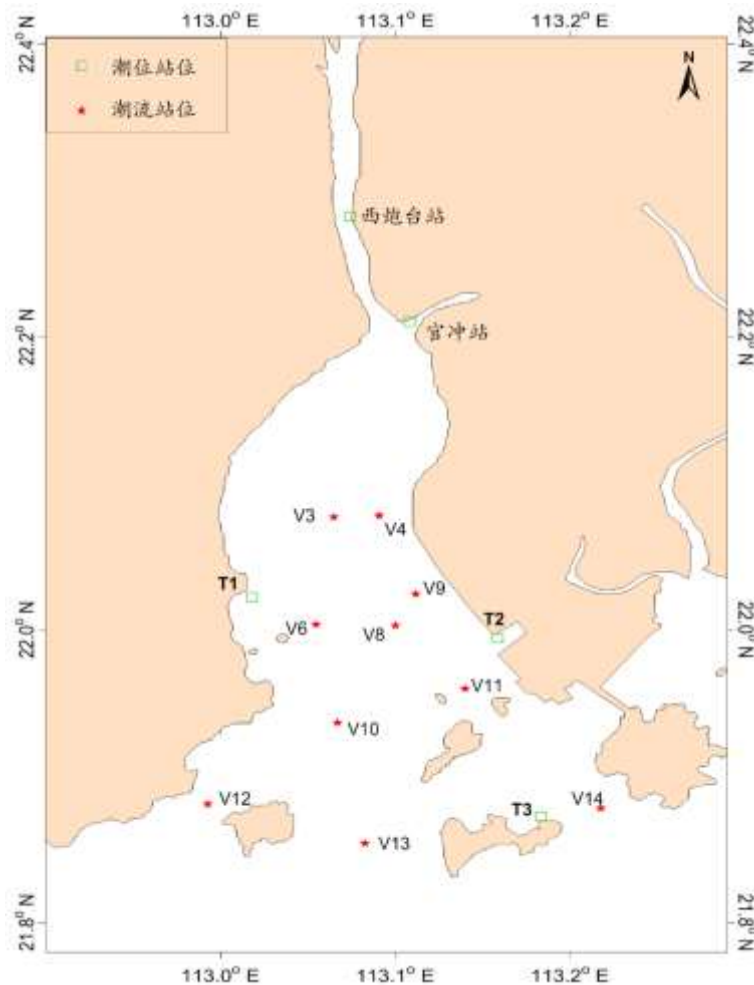 113.0° E 113.1° E 113.2° E
22.4° N 22.4° N
潮位站位
潮流站位
N
西炮台站
22.2° N 官冲站 22.2° N
V3 V4
T1 V9
22.0° N V6 V8 T2 22.0° N
V11
V10
V12 T3 V14
V13
21.8° N 21.8° N
113.0° E 113.1° E 113.2° E